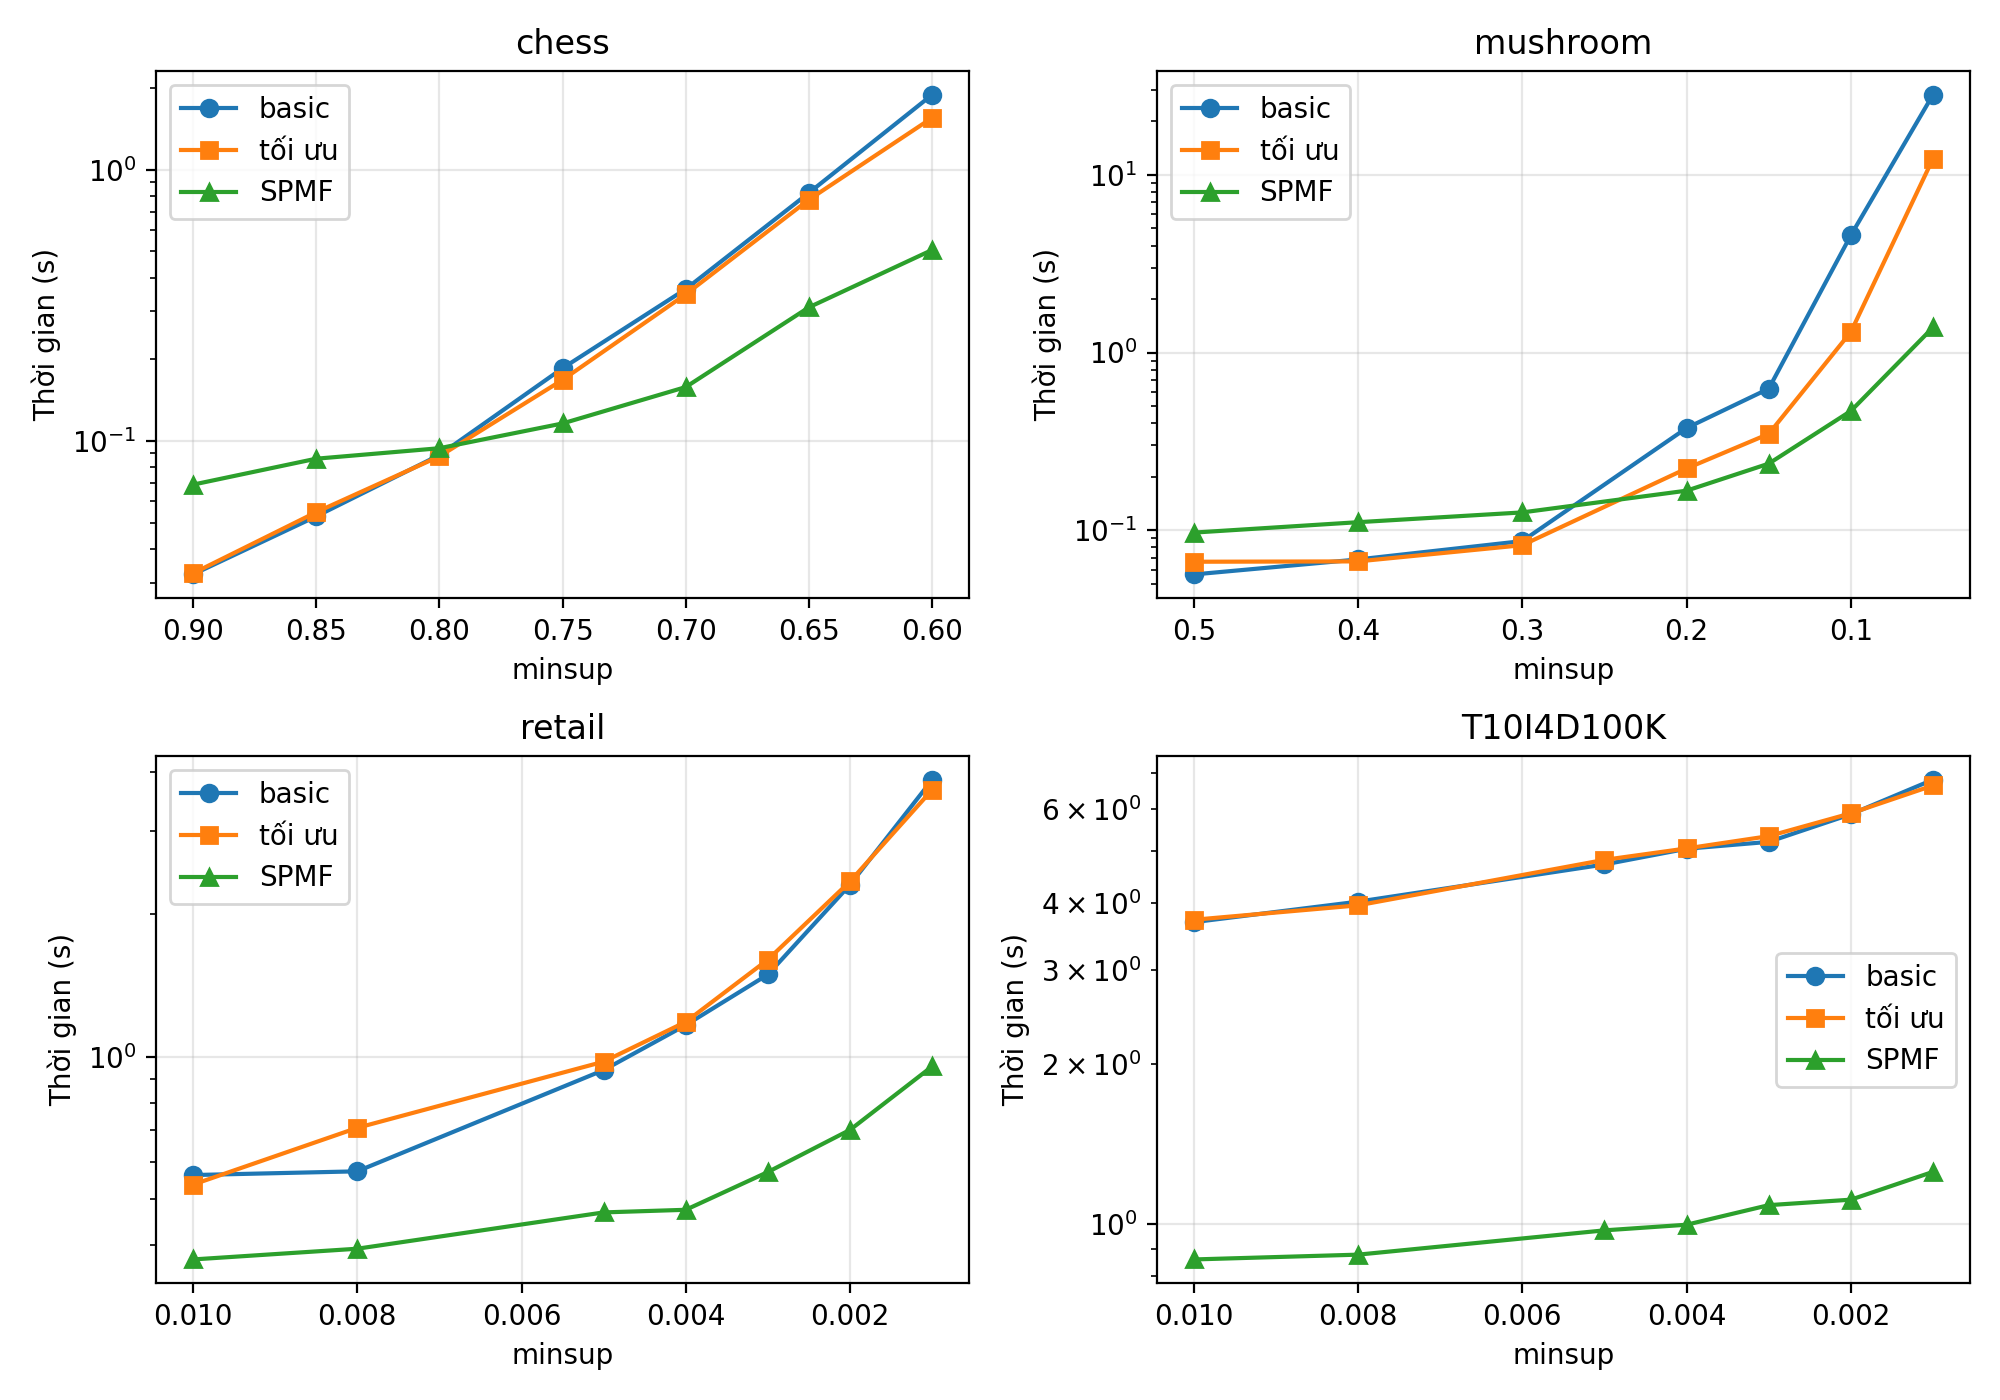 chess
basic
tối ưu
SPMF
Thời gian (s)
10⁰
10⁻¹
0.90 0.85 0.80 0.75 0.70 0.65 0.60
minsup
mushroom
basic
tối ưu
SPMF
Thời gian (s)
10¹
10⁰
10⁻¹
0.5 0.4 0.3 0.2 0.1
minsup
retail
basic
tối ưu
SPMF
Thời gian (s)
10⁰
0.010 0.008 0.006 0.004 0.002
minsup
T10I4D100K
6 × 10⁰
4 × 10⁰
3 × 10⁰
2 × 10⁰
10⁰
Thời gian (s)
basic
tối ưu
SPMF
0.010 0.008 0.006 0.004 0.002
minsup